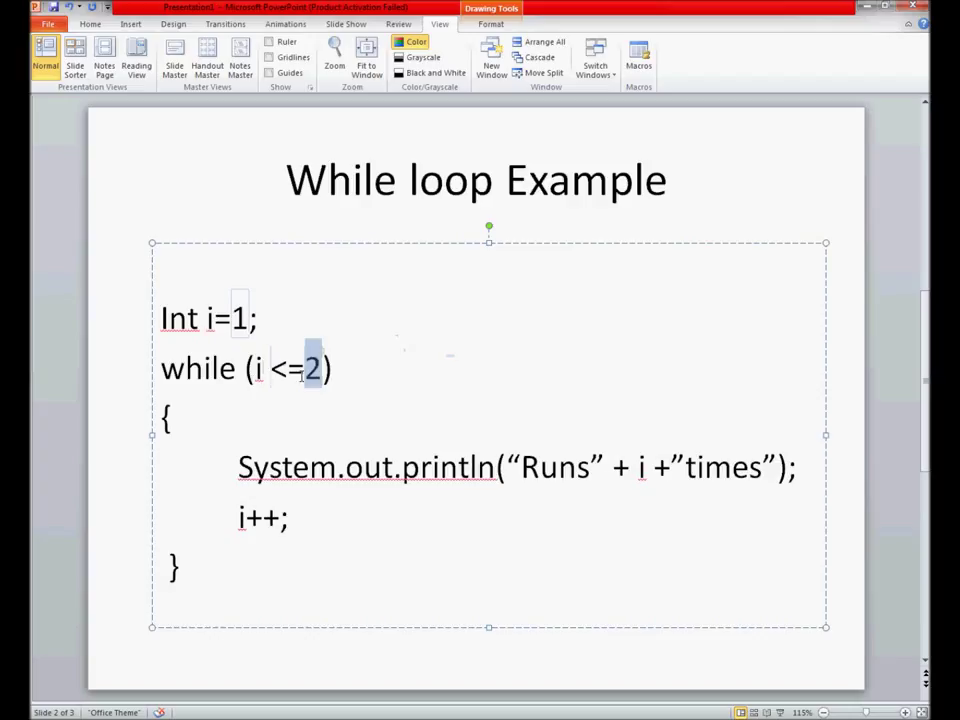 Presentation1 - Microsoft PowerPoint (Product Activation Failed)
Drawing Tools
File Home Insert Design Transitions Animations Slide Show Review View Format
Normal
Slide Sorter
Notes Page
Reading View
Presentation Views
Slide Master
Handout Master
Notes Master
Master Views
Ruler
Gridlines
Guides
Show
Zoom
Fit to Window
Zoom
Color
Grayscale
Black and White
Color/Grayscale
New Window
Arrange All
Cascade
Move Split
Window
Switch Windows
Macros
Macros
While loop Example
Int i=1;
while (i <=2)
{
System.out.println(“Runs” + i +”times”);
i++;
}
Slide 2 of 3 "Office Theme" 115%